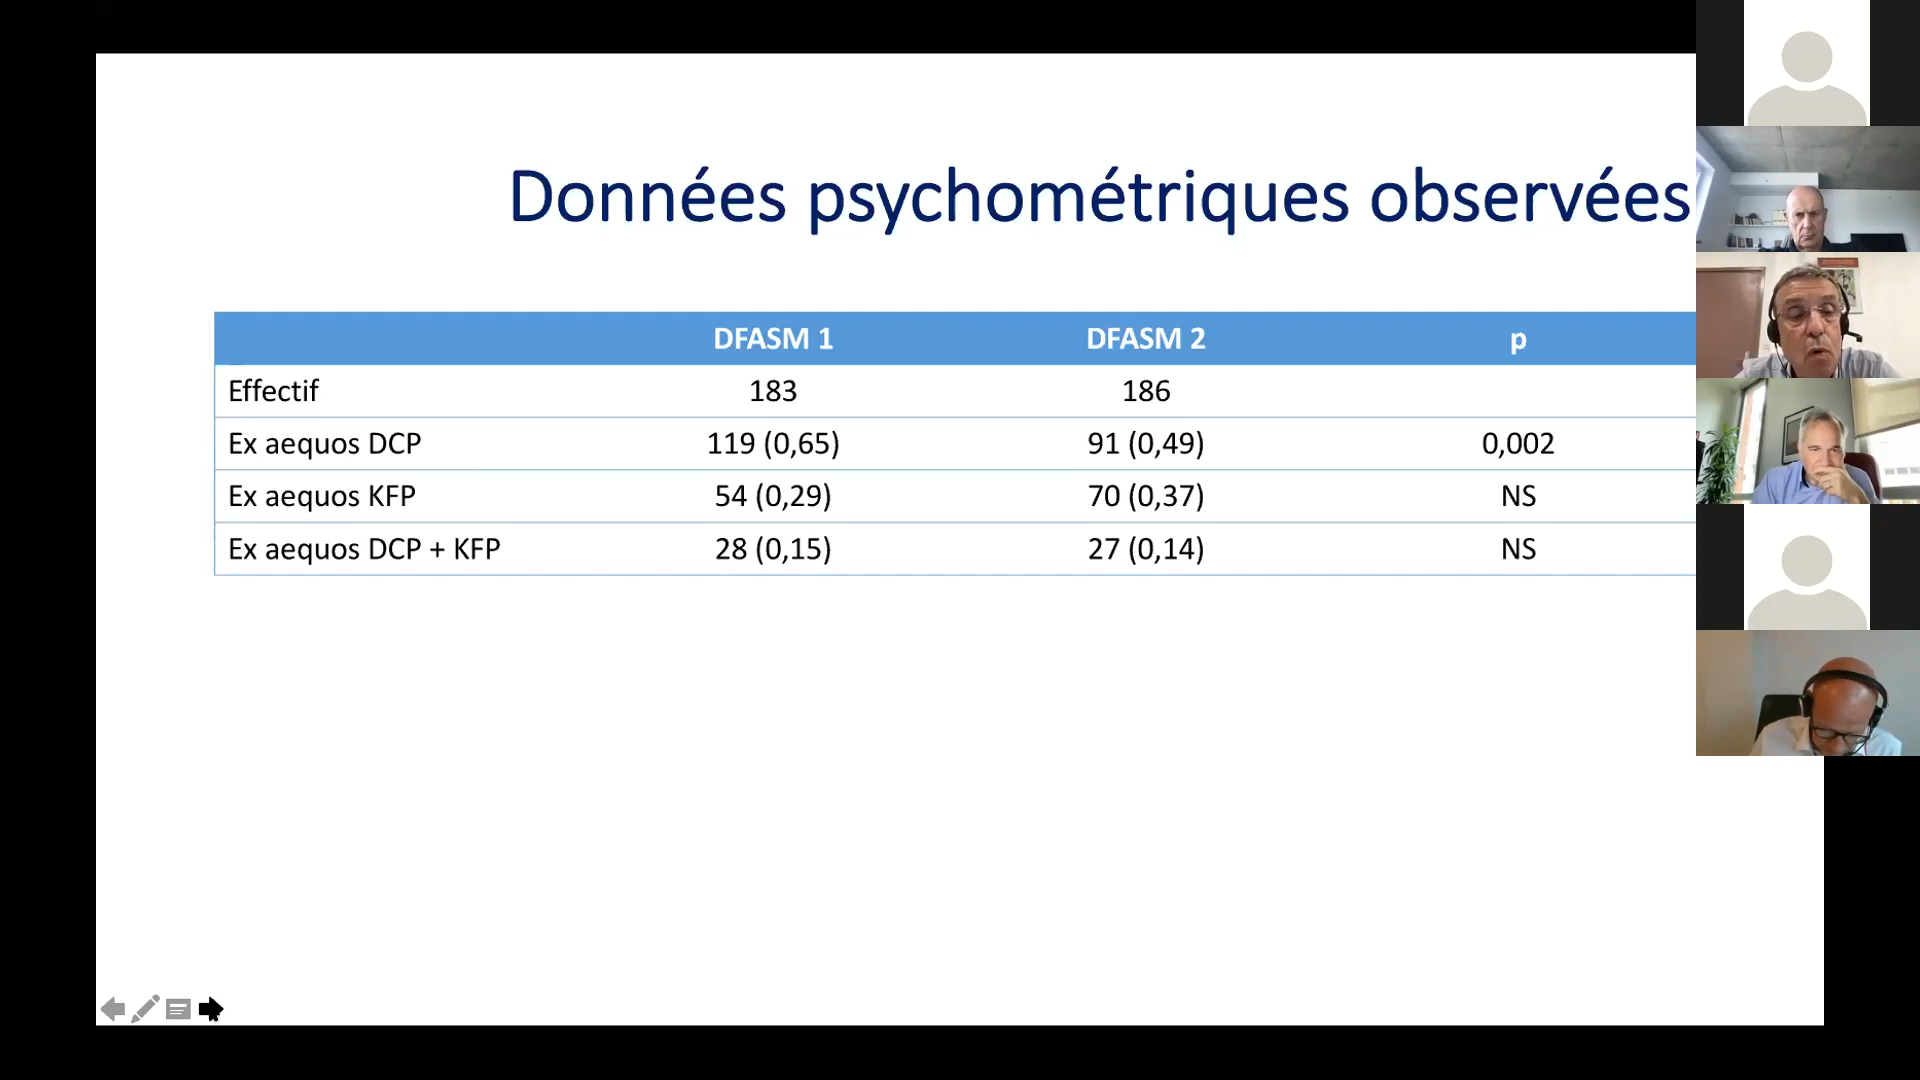 Données psychométriques observées
DFASM 1 DFASM 2 p
Effectif 183 186
Ex aequos DCP 119 (0,65) 91 (0,49) 0,002
Ex aequos KFP 54 (0,29) 70 (0,37) NS
Ex aequos DCP + KFP 28 (0,15) 27 (0,14) NS